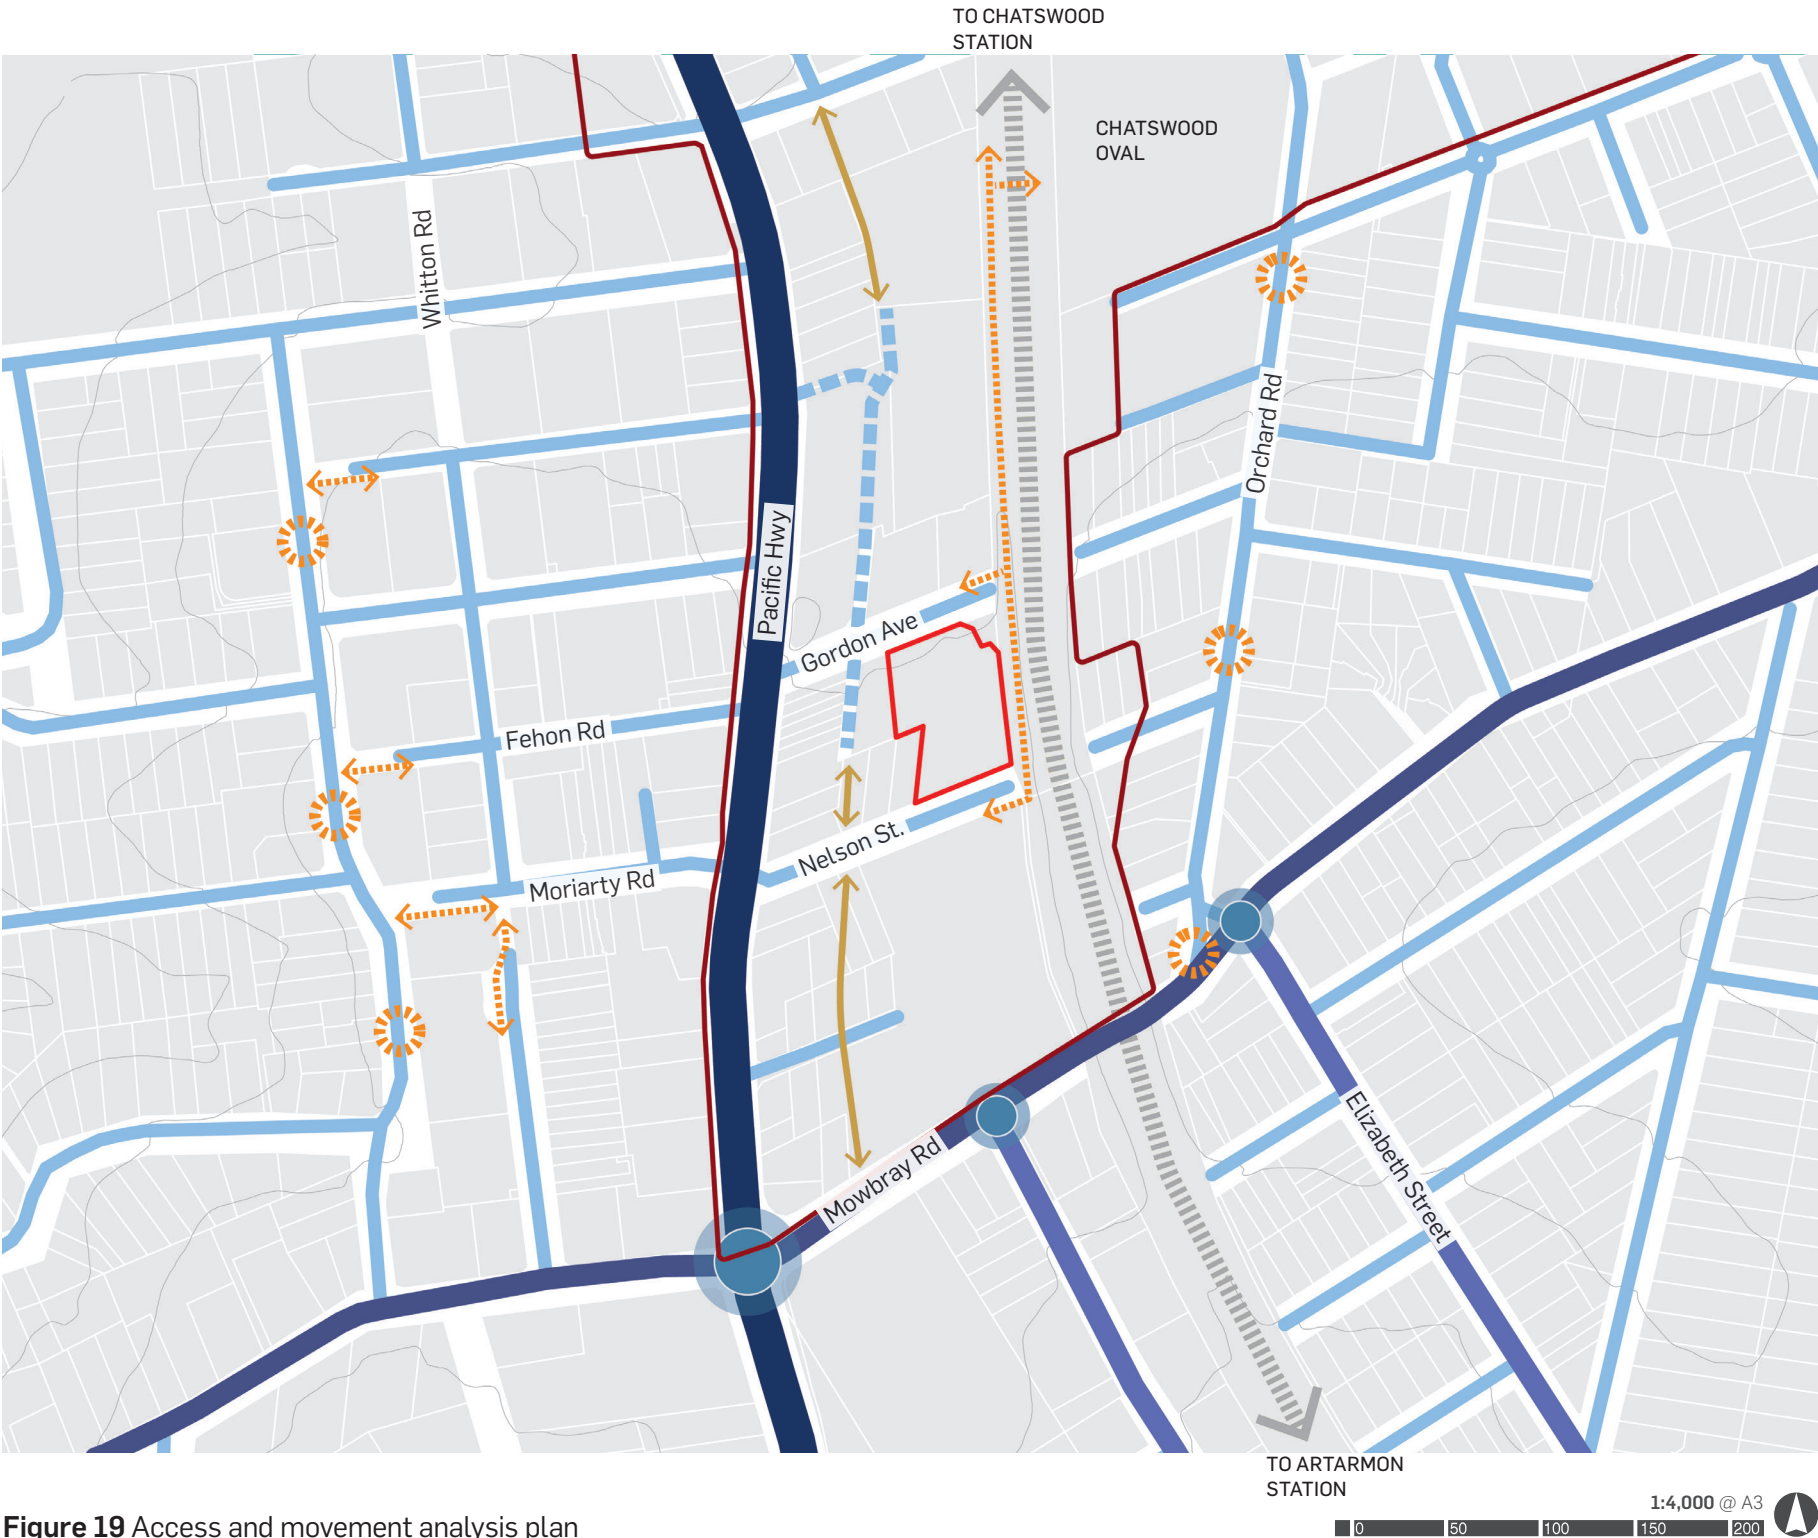 TO CHATSWOOD
STATION
CHATSWOOD
OVAL
Whitton Rd
Orchard Rd
Pacific Hwy
Gordon Ave
Fehon Rd
Nelson St.
Moriarty Rd
Mowbray Rd
Elizabeth Street
TO ARTARMON
STATION
1:4,000 @ A3
0 50 100 150 200
Figure 19 Access and movement analysis plan